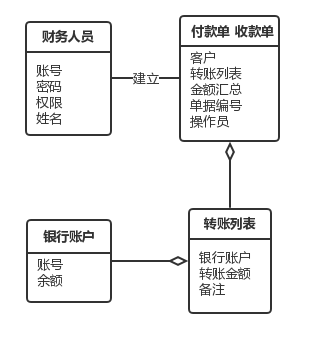 财务人员
账号
密码
权限
姓名
建立
付款单 收款单
客户
转账列表
金额汇总
单据编号
操作员
银行账户
账号
余额
转账列表
银行账户
转账金额
备注